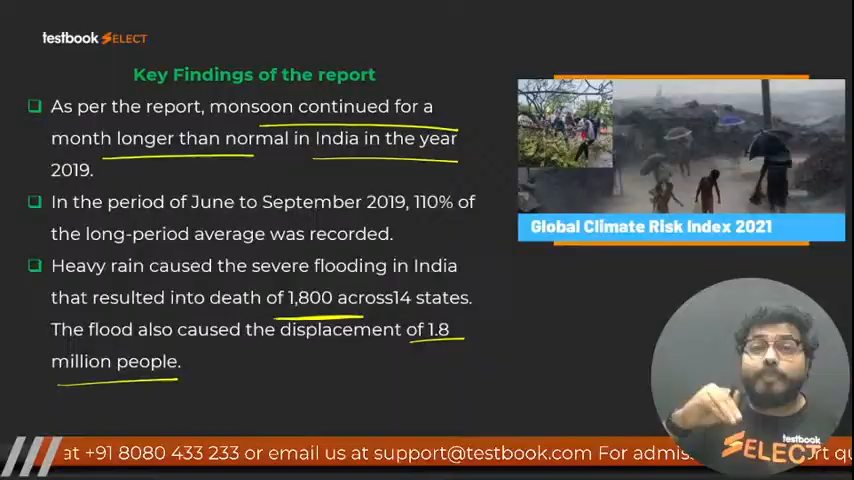 testbook SELECT
Key Findings of the report
As per the report, monsoon continued for a
month longer than normal in India in the year
2019.
In the period of June to September 2019, 110% of
the long-period average was recorded.
Heavy rain caused the severe flooding in India
that resulted into death of 1,800 across14 states.
The flood also caused the displacement of 1.8
million people.
Global Climate Risk Index 2021
testbook
SELECT
at +91 8080 433 233 or email us at support@testbook.com For admis